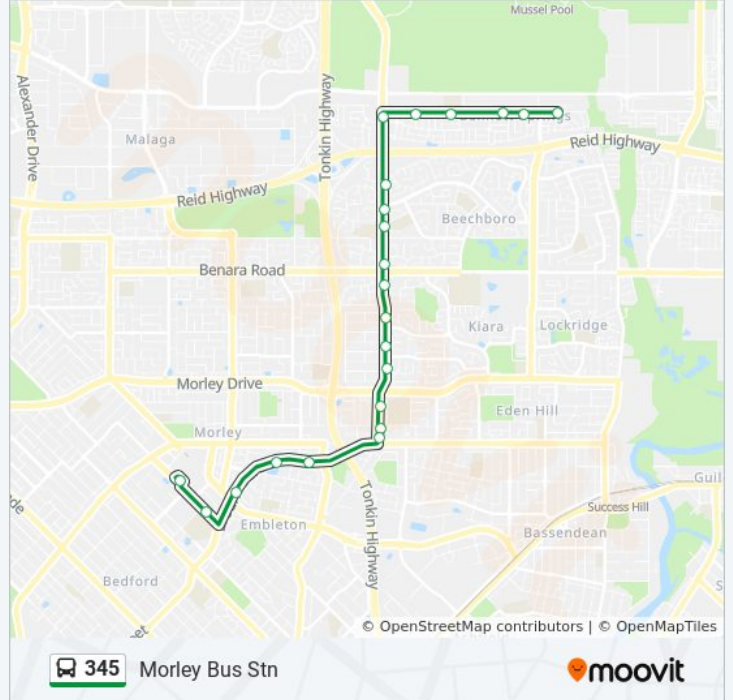 Mussel Pool
Alexander Drive
Tonkin Highway
Malaga
Reid Highway
Reid Highway
Beechboro
Benara Road
Kiara
Lockridge
Morley Drive
Eden Hill
Morley
Guil
Tonkin Highway
Success Hill
Embleton
Bassendean
Bedford
© OpenStreetMap contributors | © OpenMapTiles
345 Morley Bus Stn
moovit